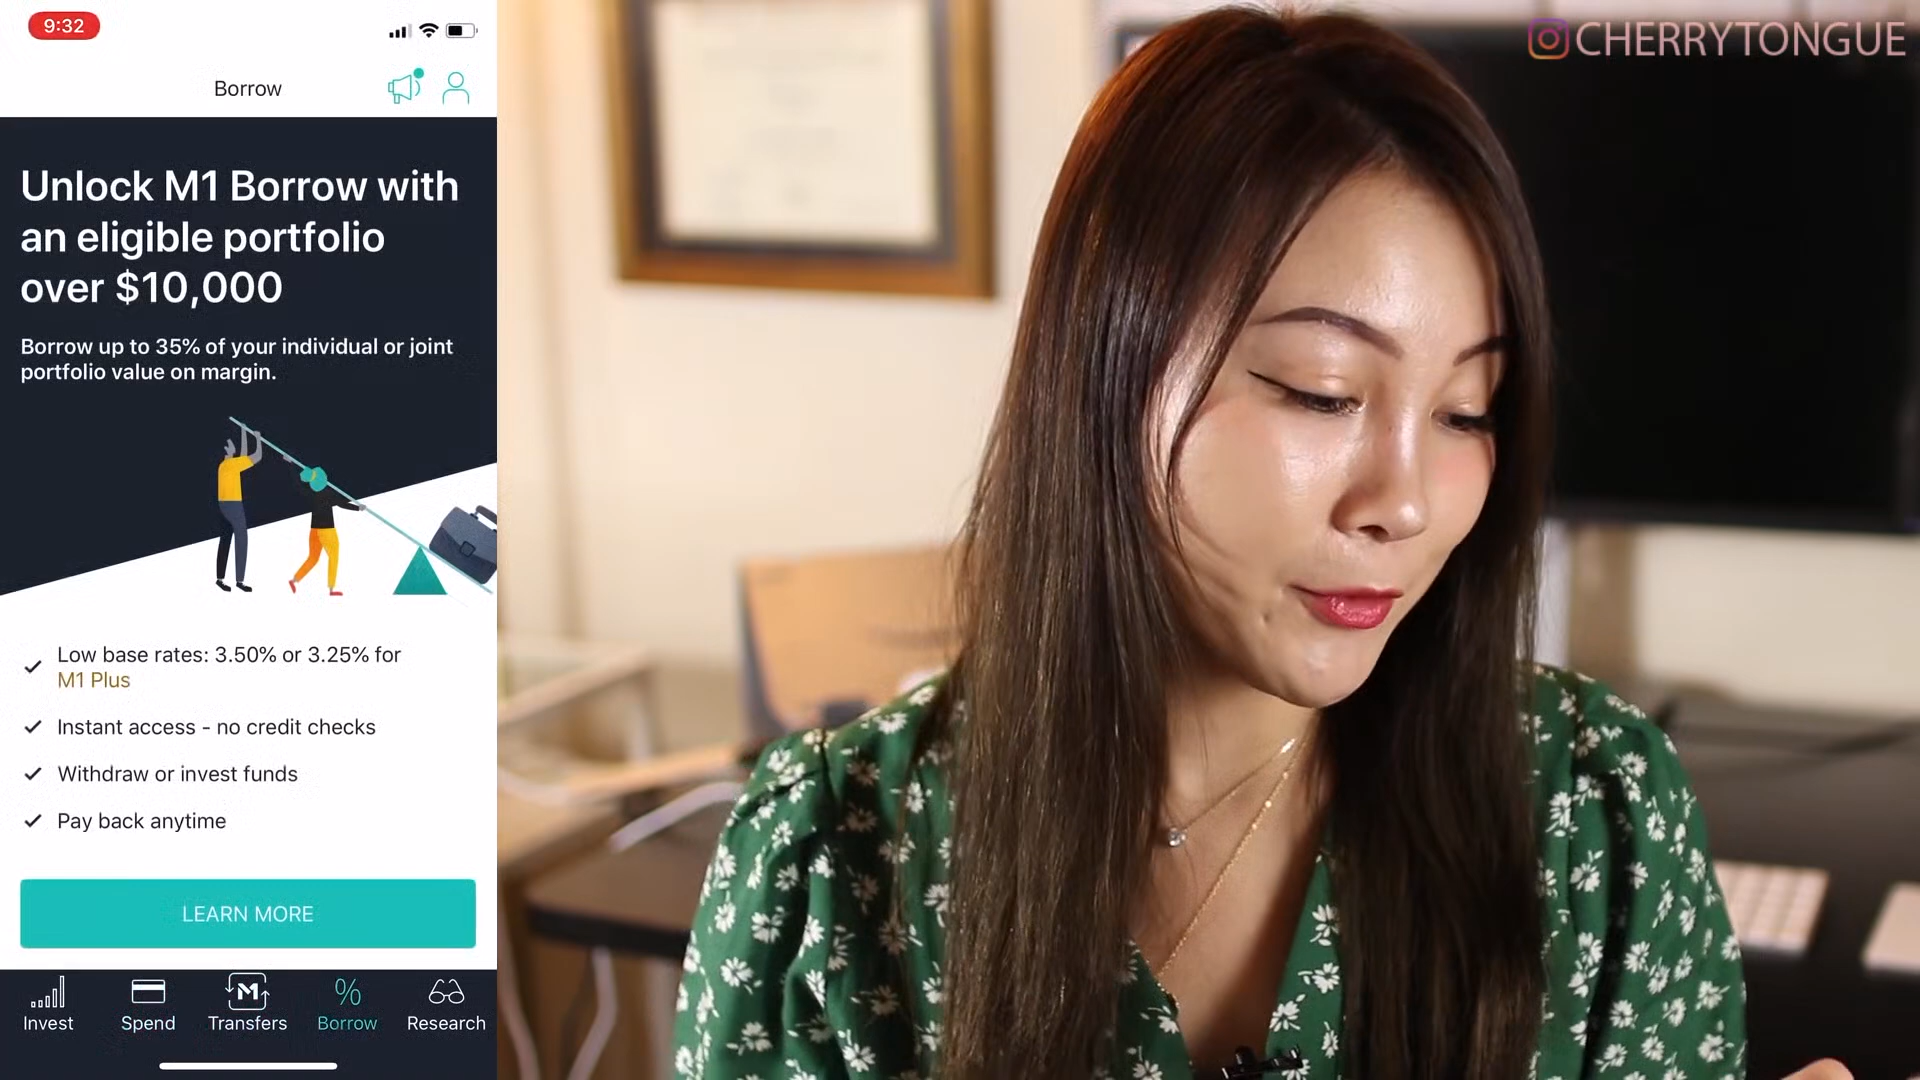 9:32
Borrow
Unlock M1 Borrow with
an eligible portfolio
over $10,000
Borrow up to 35% of your individual or joint
portfolio value on margin.
Low base rates: 3.50% or 3.25% for
M1 Plus
Instant access - no credit checks
Withdraw or invest funds
Pay back anytime
LEARN MORE
Invest
Spend
M
Transfers
%
Borrow
Research
CHERRYTONGUE